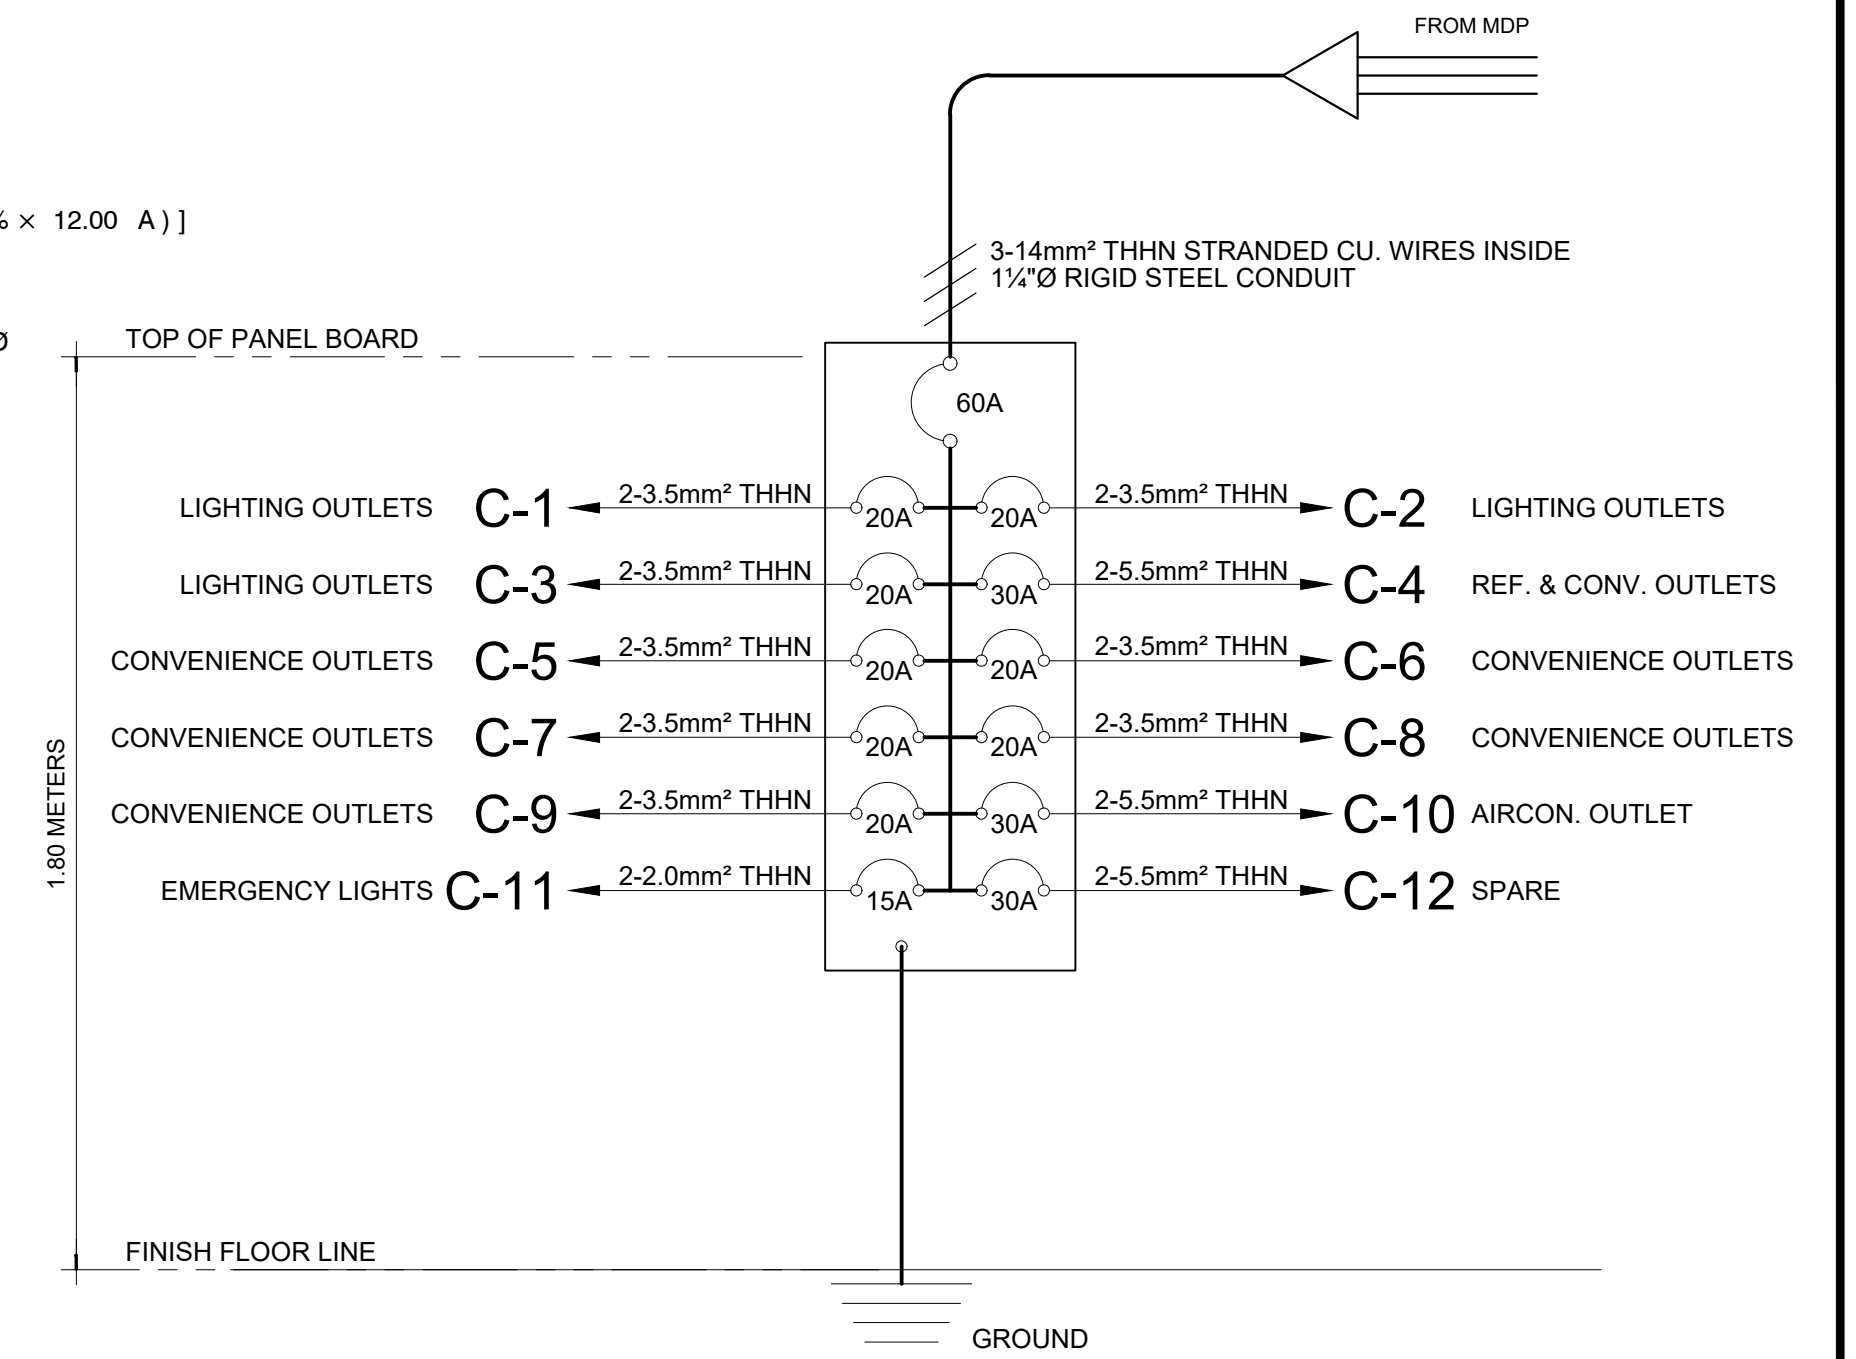 FROM MDP
% × 12.00 A ) ]
3-14mm² THHN STRANDED CU. WIRES INSIDE
1¼"Ø RIGID STEEL CONDUIT
Ø
TOP OF PANEL BOARD
60A
LIGHTING OUTLETS C-1 2-3.5mm² THHN 20A 20A 2-3.5mm² THHN C-2 LIGHTING OUTLETS
LIGHTING OUTLETS C-3 2-3.5mm² THHN 20A 30A 2-5.5mm² THHN C-4 REF. & CONV. OUTLETS
CONVENIENCE OUTLETS C-5 2-3.5mm² THHN 20A 20A 2-3.5mm² THHN C-6 CONVENIENCE OUTLETS
CONVENIENCE OUTLETS C-7 2-3.5mm² THHN 20A 20A 2-3.5mm² THHN C-8 CONVENIENCE OUTLETS
CONVENIENCE OUTLETS C-9 2-3.5mm² THHN 20A 30A 2-5.5mm² THHN C-10 AIRCON. OUTLET
EMERGENCY LIGHTS C-11 2-2.0mm² THHN 15A 30A 2-5.5mm² THHN C-12 SPARE
1.80 METERS
FINISH FLOOR LINE
GROUND